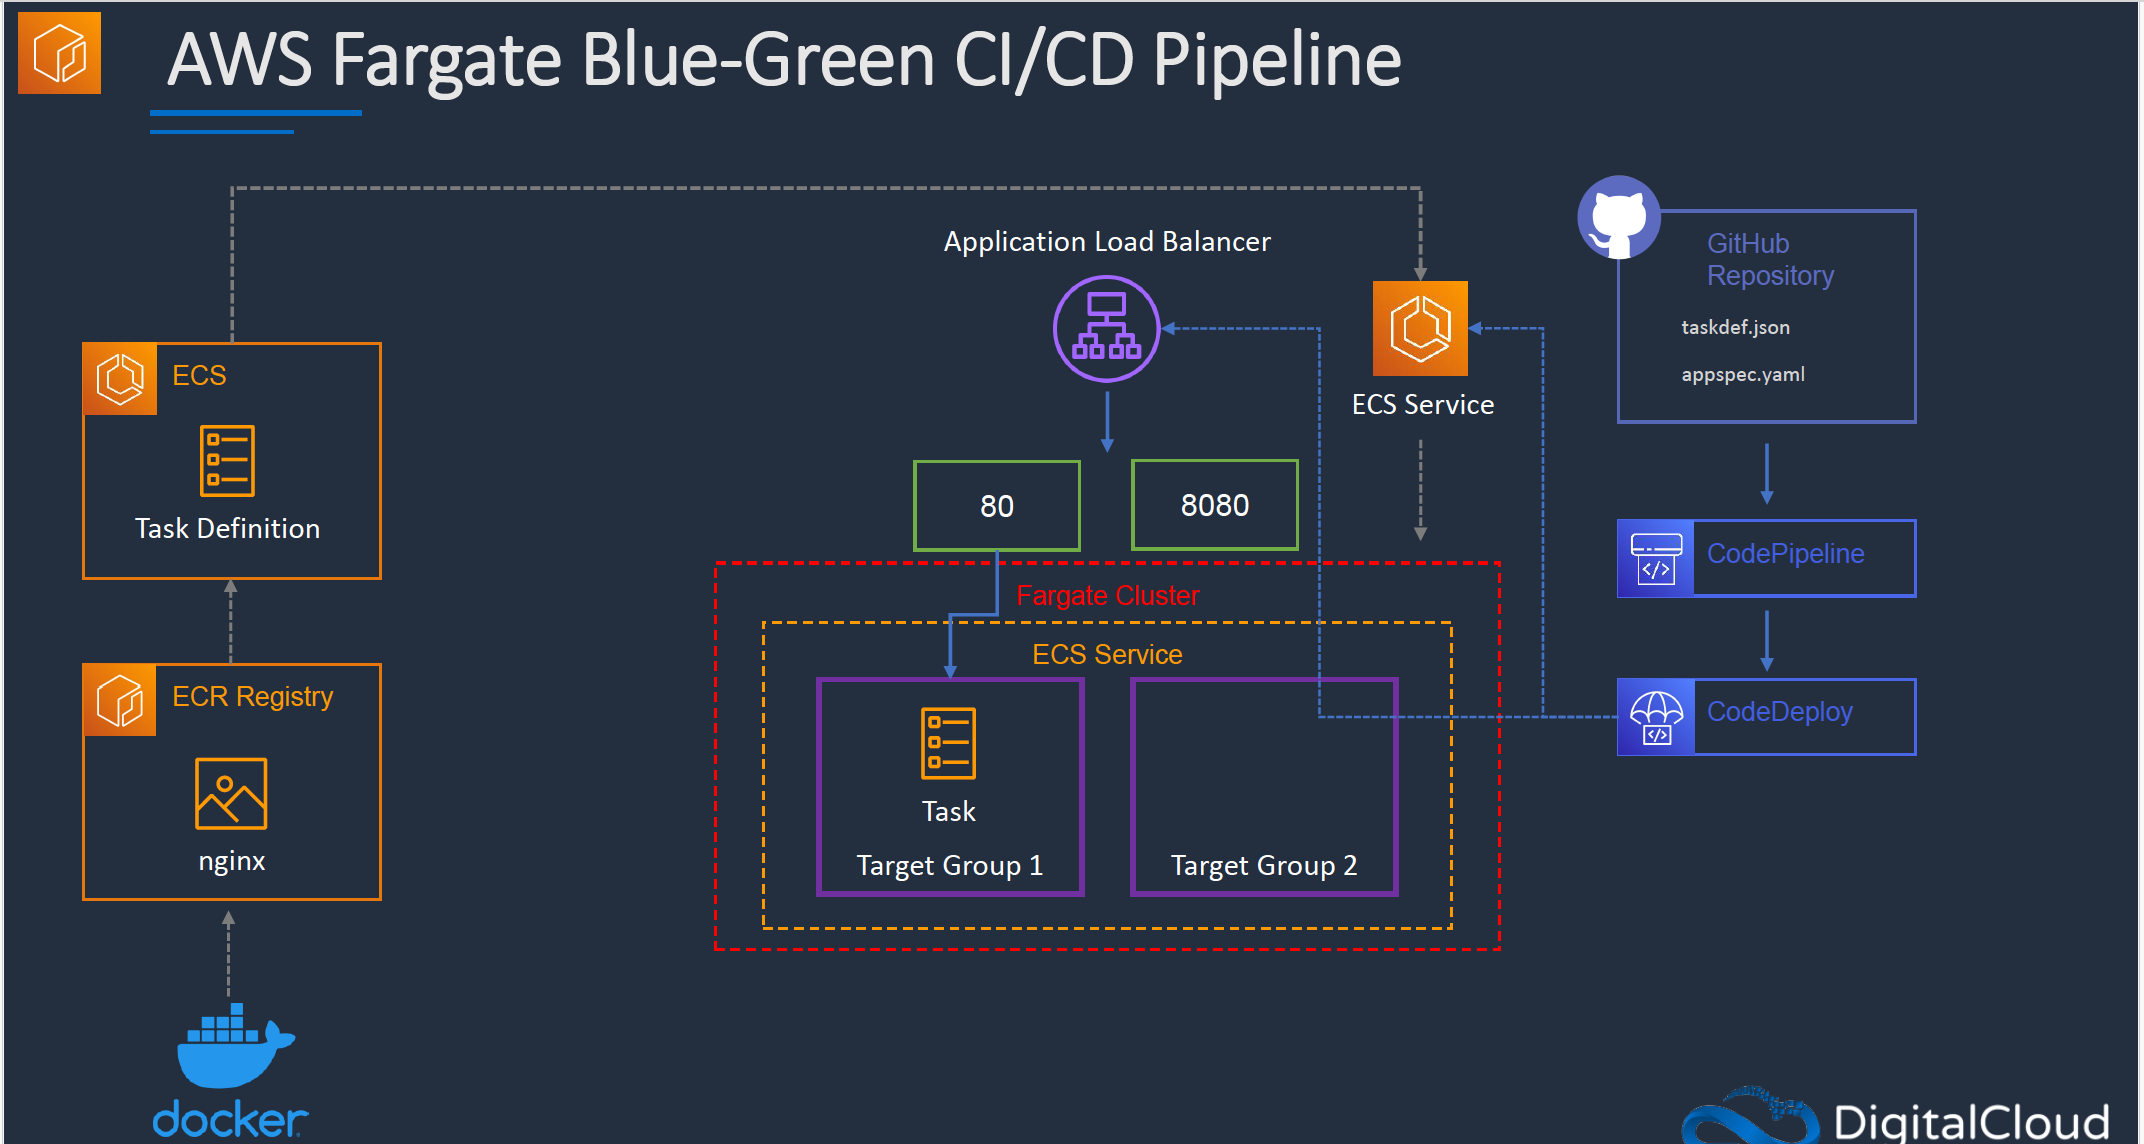 AWS Fargate Blue-Green CI/CD Pipeline
Application Load Balancer
GitHub
Repository
taskdef.json
appspec.yaml
ECS
Task Definition
ECS Service
80
8080
CodePipeline
Fargate Cluster
ECS Service
ECR Registry
nginx
CodeDeploy
Task
Target Group 1
Target Group 2
docker
DigitalCloud